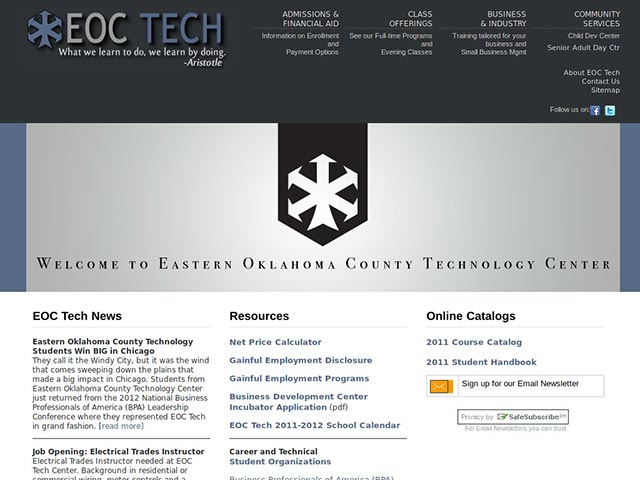 EOC TECH
What we learn to do, we learn by doing.
-Aristotle
ADMISSIONS &
FINANCIAL AID
Information on Enrollment
and
Payment Options
CLASS
OFFERINGS
See our Full-time Programs
and
Evening Classes
BUSINESS
& INDUSTRY
Training tailored for your
business and
Small Business Mgmt
COMMUNITY
SERVICES
Child Dev Center
Senior Adult Day Ctr
About EOC Tech
Contact Us
Sitemap
Follow us on:
WELCOME TO EASTERN OKLAHOMA COUNTY TECHNOLOGY CENTER
EOC Tech News
Eastern Oklahoma County Technology
Students Win BIG in Chicago
They call it the Windy City, but it was the wind
that comes sweeping down the plains that
made a big impact in Chicago. Students from
Eastern Oklahoma County Technology Center
just returned from the 2012 National Business
Professionals of America (BPA) Leadership
Conference where they represented EOC Tech
in grand fashion. [read more]
Job Opening: Electrical Trades Instructor
Electrical Trades Instructor needed at EOC
Tech Center. Background in residential or
commercial wiring, motor controls and a
Resources
Net Price Calculator
Gainful Employment Disclosure
Gainful Employment Programs
Business Development Center
Incubator Application (pdf)
EOC Tech 2011-2012 School Calendar
Career and Technical
Student Organizations
Business Professionals of America (BPA)
Online Catalogs
2011 Course Catalog
2011 Student Handbook
Sign up for our Email Newsletter
Privacy by SafeSubscribe
For Email Newsletters you can trust